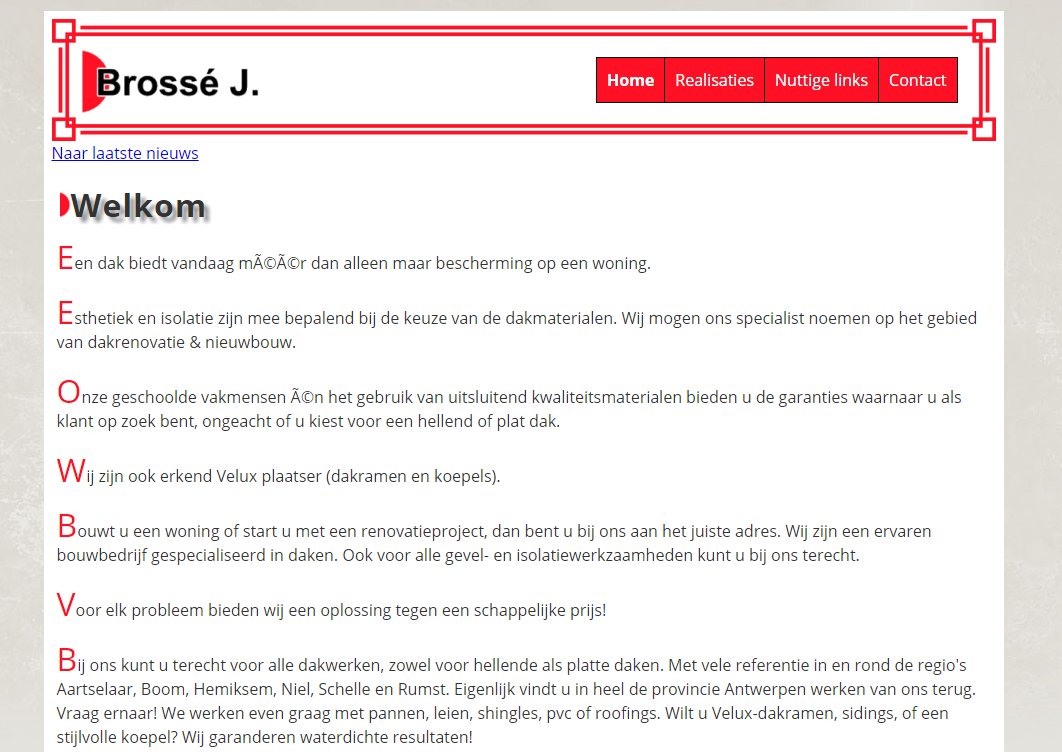 Brossé J.
Home Realisaties Nuttige links Contact
Naar laatste nieuws
Welkom
Een dak biedt vandaag mÃ©Ã©r dan alleen maar bescherming op een woning.
Esthetiek en isolatie zijn mee bepalend bij de keuze van de dakmaterialen. Wij mogen ons specialist noemen op het gebied
van dakrenovatie & nieuwbouw.
Onze geschoolde vakmensen Ã©n het gebruik van uitsluitend kwaliteitsmaterialen bieden u de garanties waarnaar u als
klant op zoek bent, ongeacht of u kiest voor een hellend of plat dak.
Wij zijn ook erkend Velux plaatser (dakramen en koepels).
Bouwt u een woning of start u met een renovatieproject, dan bent u bij ons aan het juiste adres. Wij zijn een ervaren
bouwbedrijf gespecialiseerd in daken. Ook voor alle gevel- en isolatiewerkzaamheden kunt u bij ons terecht.
Voor elk probleem bieden wij een oplossing tegen een schappelijke prijs!
Bij ons kunt u terecht voor alle dakwerken, zowel voor hellende als platte daken. Met vele referentie in en rond de regio's
Aartselaar, Boom, Hemiksem, Niel, Schelle en Rumst. Eigenlijk vindt u in heel de provincie Antwerpen werken van ons terug.
Vraag ernaar! We werken even graag met pannen, leien, shingles, pvc of roofings. Wilt u Velux-dakramen, sidings, of een
stijlvolle koepel? Wij garanderen waterdichte resultaten!